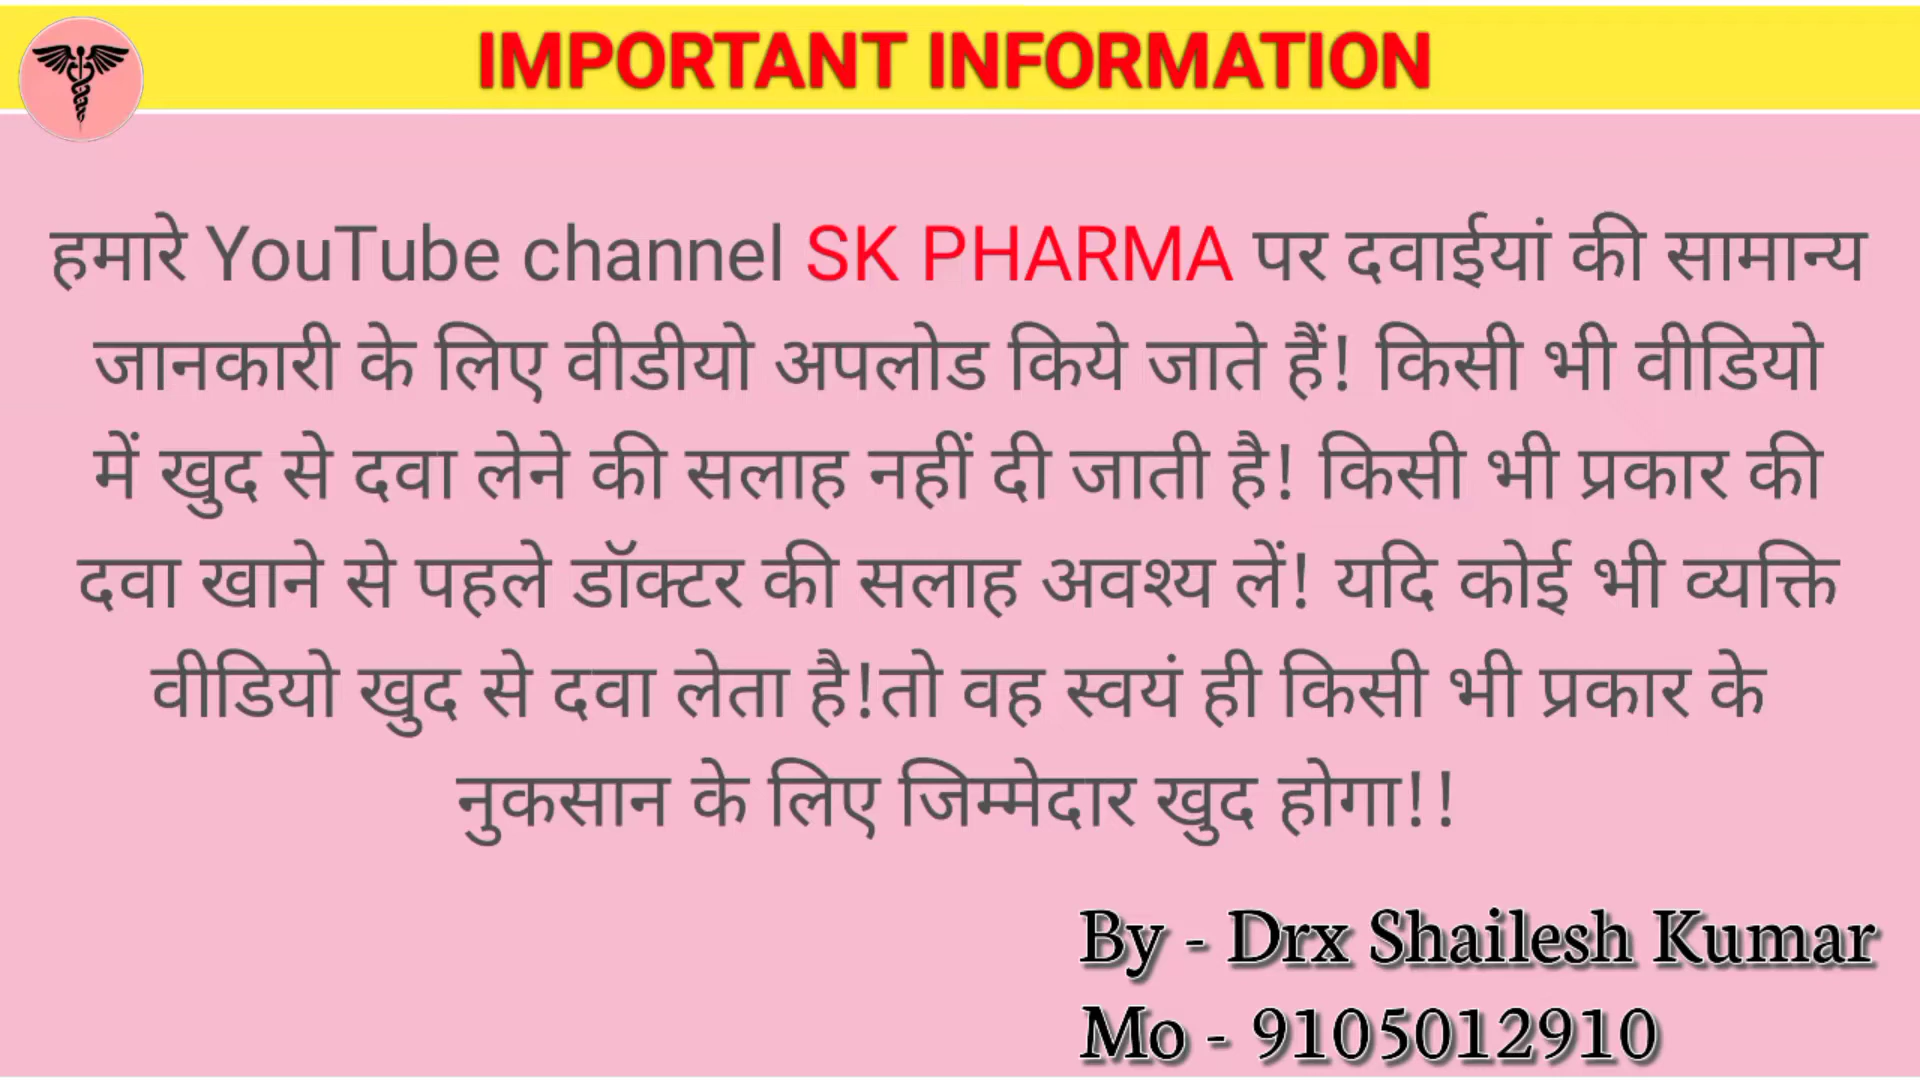 IMPORTANT INFORMATION
हमारे YouTube channel SK PHARMA पर दवाईयां की सामान्य
जानकारी के लिए वीडीयो अपलोड किये जाते हैं! किसी भी वीडियो
में खुद से दवा लेने की सलाह नहीं दी जाती है! किसी भी प्रकार की
दवा खाने से पहले डॉक्टर की सलाह अवश्य लें! यदि कोई भी व्यक्ति
वीडियो खुद से दवा लेता है!तो वह स्वयं ही किसी भी प्रकार के
नुकसान के लिए जिम्मेदार खुद होगा!!
By - Drx Shailesh Kumar
Mo - 9105012910